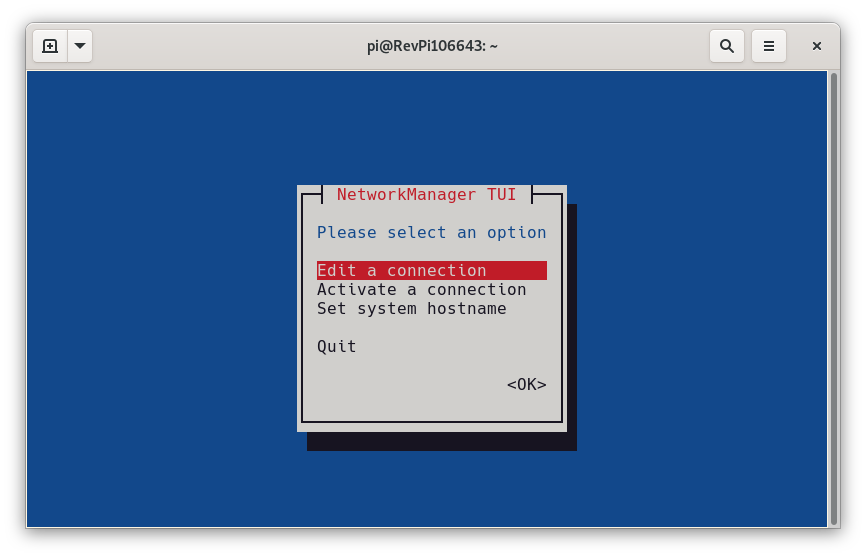 pi@RevPi106643: ~
NetworkManager TUI
Please select an option
Edit a connection
Activate a connection
Set system hostname
Quit
<OK>